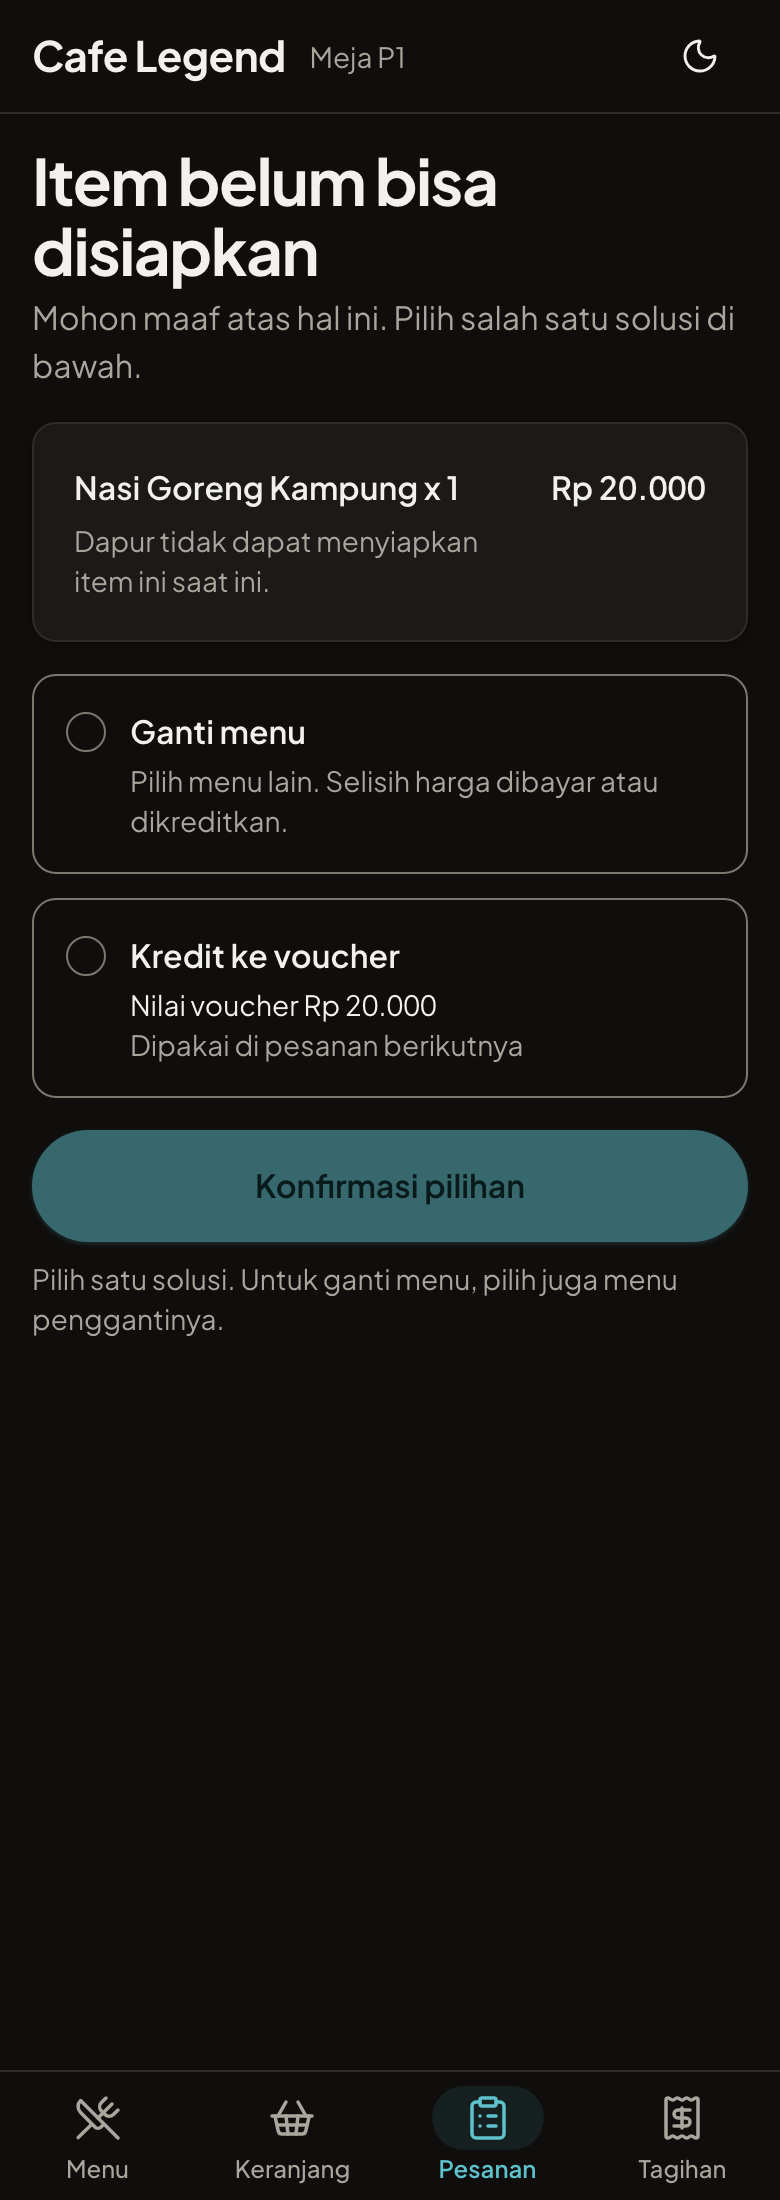 Cafe Legend Meja P1
Item belum bisa
disiapkan
Mohon maaf atas hal ini. Pilih salah satu solusi di
bawah.
Nasi Goreng Kampung x 1 Rp 20.000
Dapur tidak dapat menyiapkan
item ini saat ini.
Ganti menu
Pilih menu lain. Selisih harga dibayar atau
dikreditkan.
Kredit ke voucher
Nilai voucher Rp 20.000
Dipakai di pesanan berikutnya
Konfirmasi pilihan
Pilih satu solusi. Untuk ganti menu, pilih juga menu
penggantinya.
Menu Keranjang Pesanan Tagihan